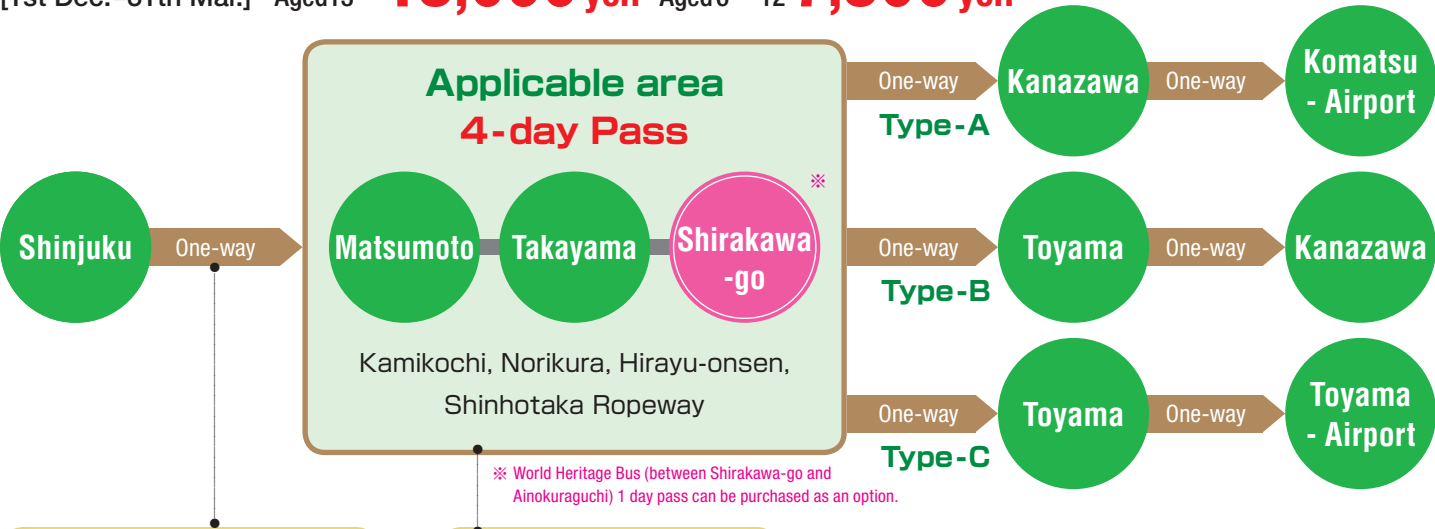 Applicable area
4-day Pass
Shinjuku
One-way
Matsumoto
Takayama
Shirakawa
-go
※
Kamikochi, Norikura, Hirayu-onsen,
Shinhotaka Ropeway
※ World Heritage Bus (between Shirakawa-go and
Ainokuraguchi) 1 day pass can be purchased as an option.
One-way
Type-A
Kanazawa
One-way
Komatsu
- Airport
One-way
Type-B
Toyama
One-way
Kanazawa
One-way
Type-C
Toyama
One-way
Toyama
- Airport